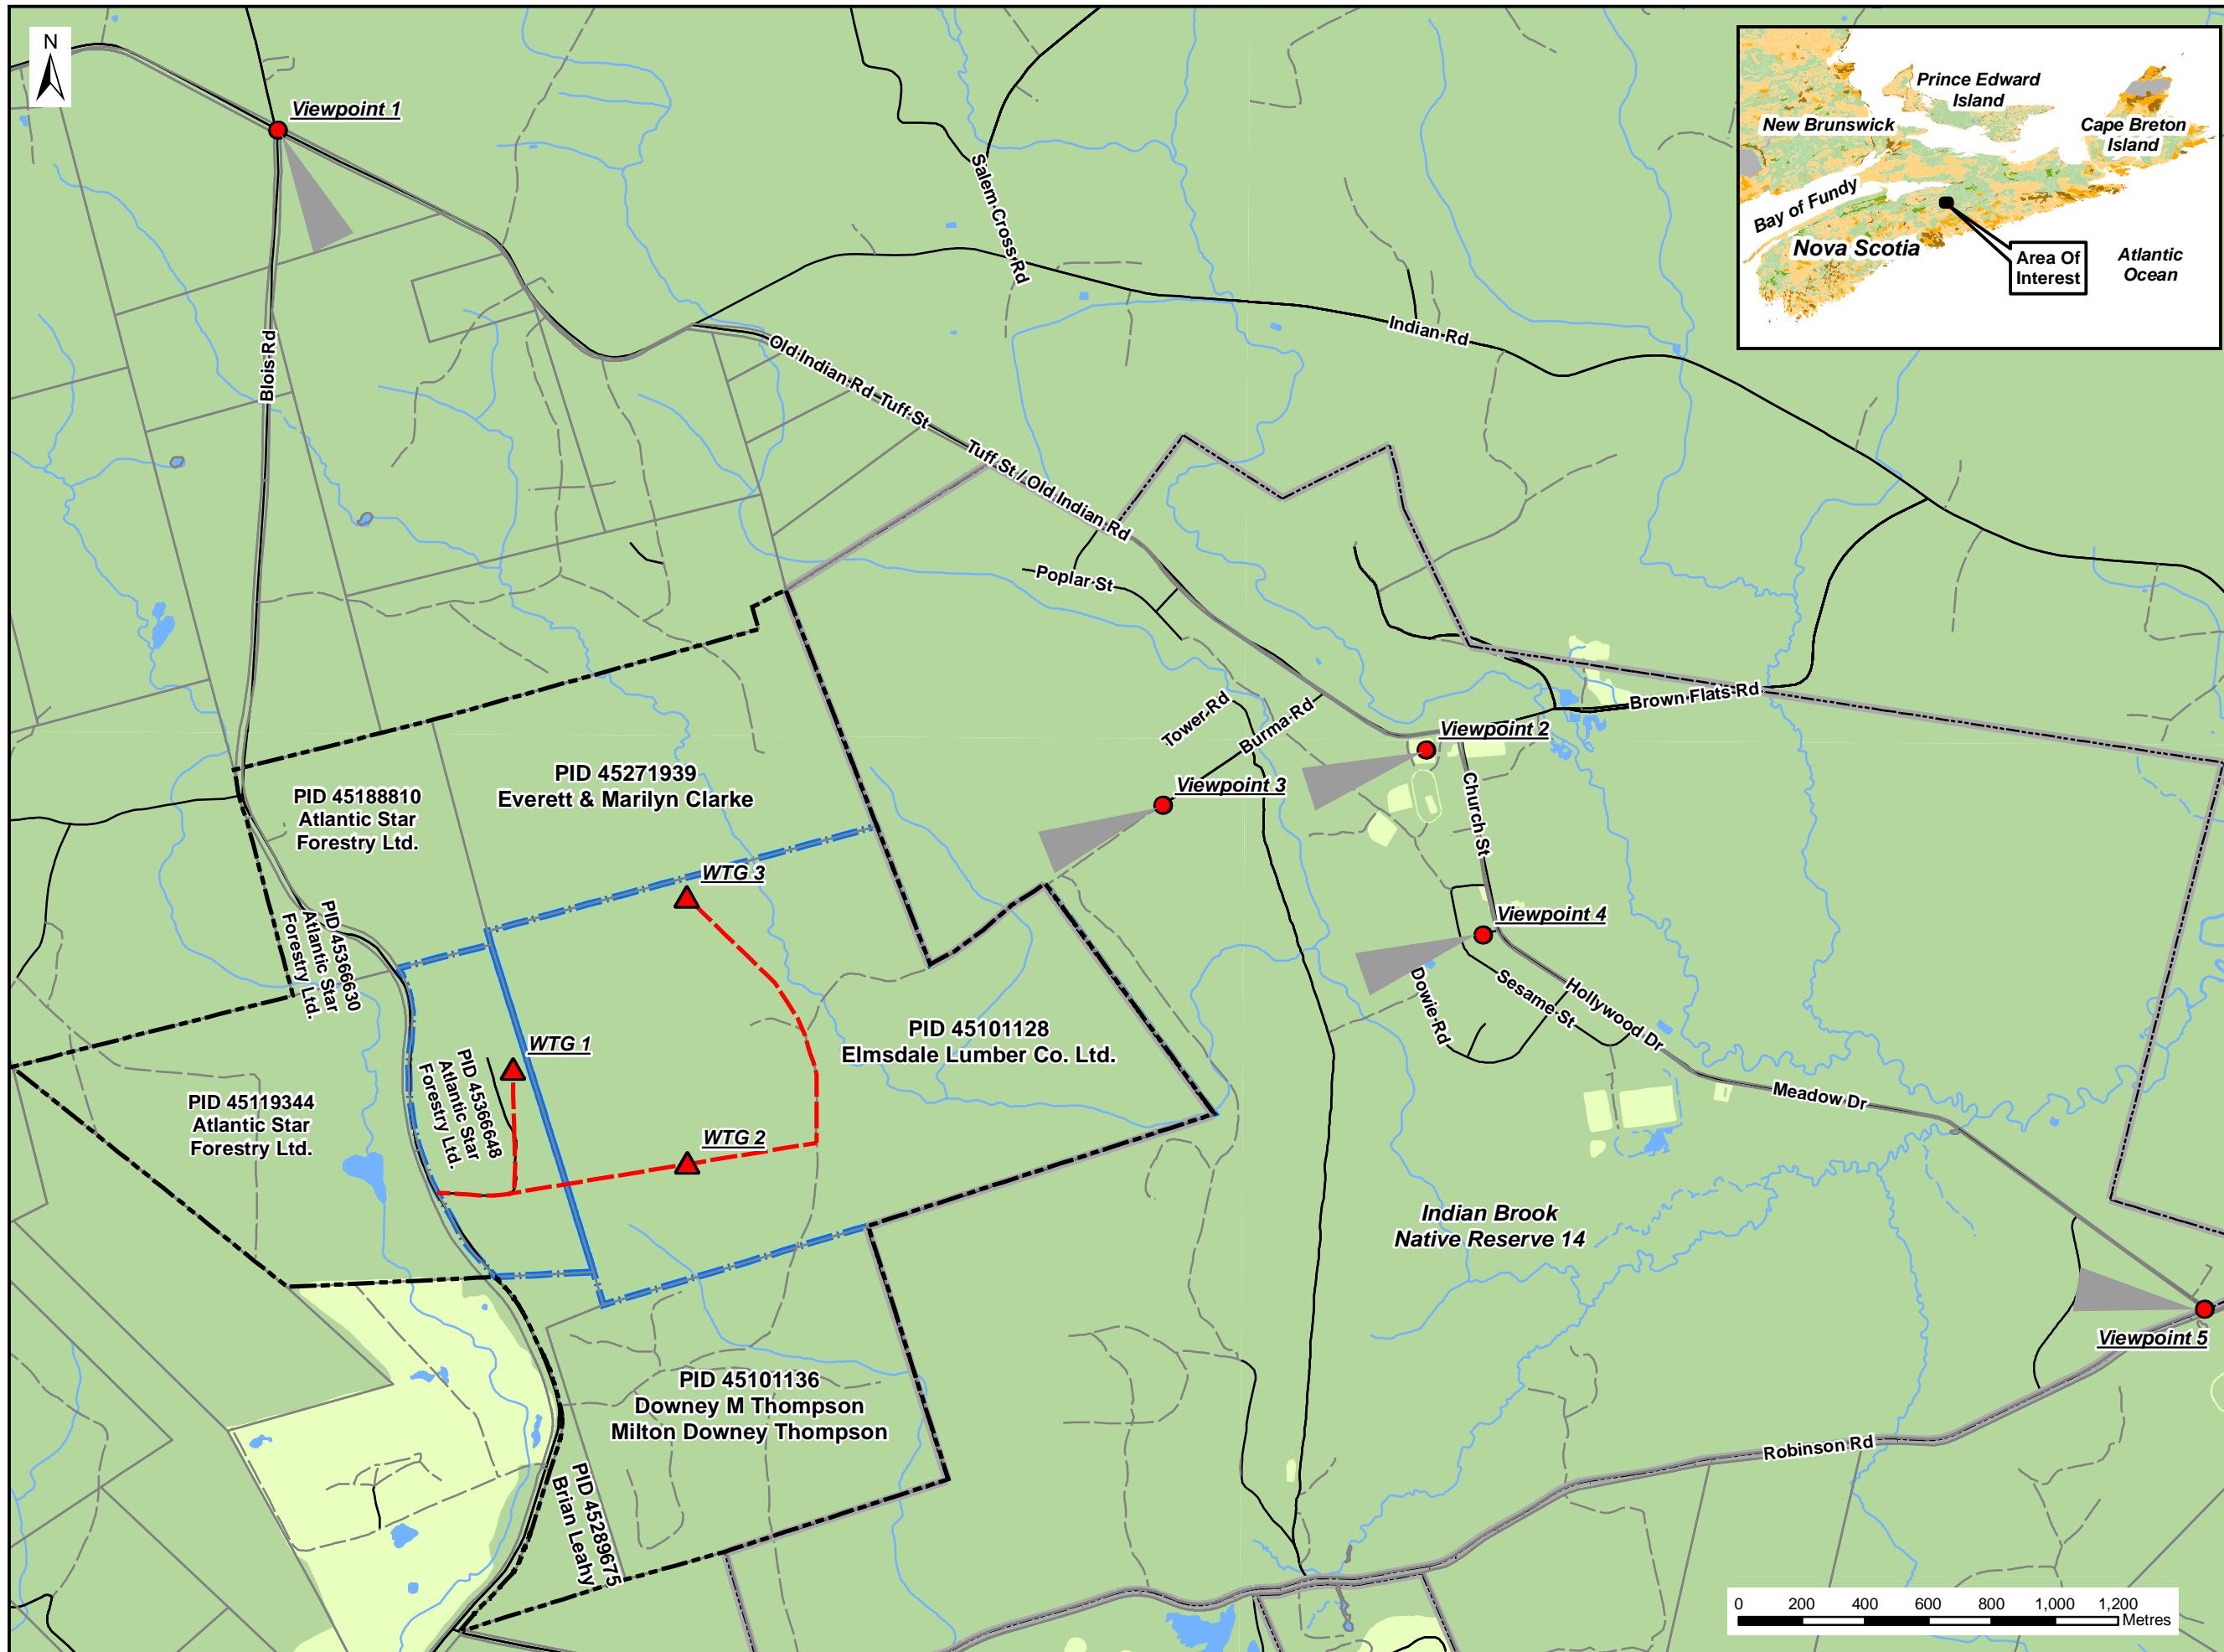 N
Viewpoint 1
Prince Edward
Island
New Brunswick
Cape Breton
Island
Bay of Fundy
Nova Scotia
Area Of
Interest
Atlantic
Ocean
Salem Cross Rd
Blois Rd
Indian Rd
Old Indian Rd Tuff St
Tuff St / Old Indian Rd
Poplar St
Tower Rd
Burma Rd
Brown Flats Rd
Viewpoint 2
Viewpoint 3
Church St
PID 45271939
Everett & Marilyn Clarke
PID 45188810
Atlantic Star
Forestry Ltd.
WTG 3
PID 45366630
Atlantic Star
Forestry Ltd.
Viewpoint 4
Dowie Rd
Sesame St
Hollywood Dr
PID 45101128
Elmsdale Lumber Co. Ltd.
WTG 1
PID 45366648
Atlantic Star
Forestry Ltd.
PID 45119344
Atlantic Star
Forestry Ltd.
WTG 2
Meadow Dr
Indian Brook
Native Reserve 14
Viewpoint 5
PID 45101136
Downey M Thompson
Milton Downey Thompson
Robinson Rd
PID 45289675
Brian Leahy
0 200 400 600 800 1,000 1,200
Metres